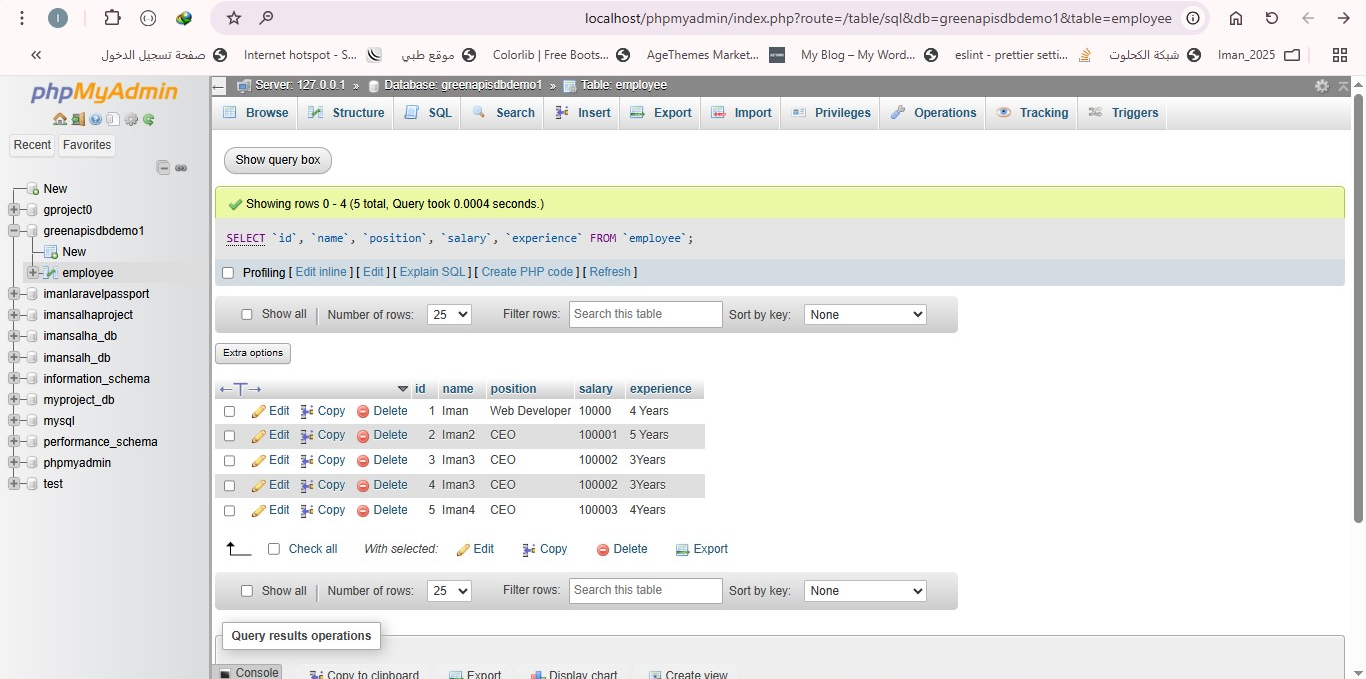 localhost/phpmyadmin/index.php?route=/table/sql&db=greenapisdbdemo1&table=employee
صفحة تسجيل الدخول
Internet hotspot - S...
موقع طبي
Colorlib | Free Boots...
AgeThemes Market...
My Blog – My Word...
eslint - prettier setti...
شبكة الكحلوت
Iman_2025
phpMyAdmin
Recent Favorites
New
gproject0
greenapisdbdemo1
New
employee
imanlaravelpassport
imansalhaproject
imansalha_db
imansalh_db
information_schema
myproject_db
mysql
performance_schema
phpmyadmin
test
Server: 127.0.0.1 » Database: greenapisdbdemo1 » Table: employee
Browse Structure SQL Search Insert Export Import Privileges Operations Tracking Triggers
Show query box
Showing rows 0 - 4 (5 total, Query took 0.0004 seconds.)
SELECT `id`, `name`, `position`, `salary`, `experience` FROM `employee`;
Profiling [ Edit inline ] [ Edit ] [ Explain SQL ] [ Create PHP code ] [ Refresh ]
Show all | Number of rows: 25 Filter rows: Search this table Sort by key: None
Extra options
←T→ id name position salary experience
Edit Copy Delete 1 Iman Web Developer 10000 4 Years
Edit Copy Delete 2 Iman2 CEO 100001 5 Years
Edit Copy Delete 3 Iman3 CEO 100002 3Years
Edit Copy Delete 4 Iman3 CEO 100002 3Years
Edit Copy Delete 5 Iman4 CEO 100003 4Years
Check all With selected: Edit Copy Delete Export
Show all | Number of rows: 25 Filter rows: Search this table Sort by key: None
Query results operations
Console Copy to clipboard Export Display chart Create view